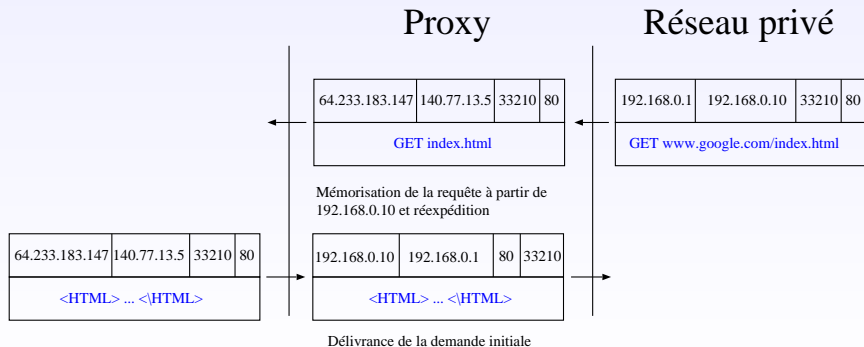 Proxy
Réseau privé
64.233.183.147 140.77.13.5 33210 80
192.168.0.1 192.168.0.10 33210 80
GET index.html
GET www.google.com/index.html
Mémorisation de la requête à partir de
192.168.0.10 et réexpédition
64.233.183.147 140.77.13.5 33210 80
192.168.0.10 192.168.0.1 80 33210
<HTML> ... <\HTML>
<HTML> ... <\HTML>
Délivrance de la demande initiale